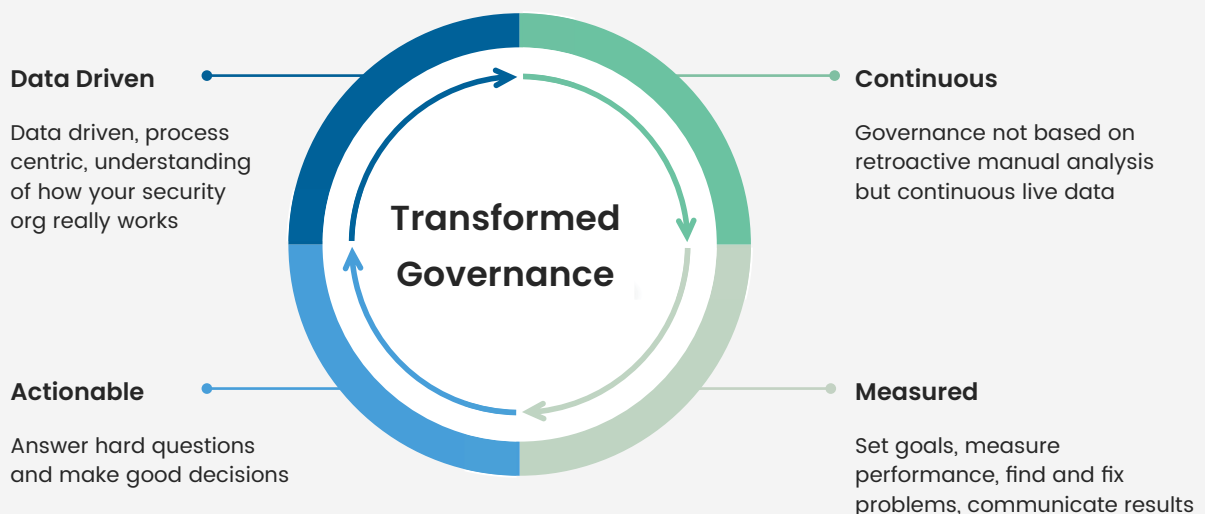 Data Driven
Data driven, process
centric, understanding
of how your security
org really works
Continuous
Governance not based on
retroactive manual analysis
but continuous live data
Transformed
Governance
Actionable
Answer hard questions
and make good decisions
Measured
Set goals, measure
performance, find and fix
problems, communicate results